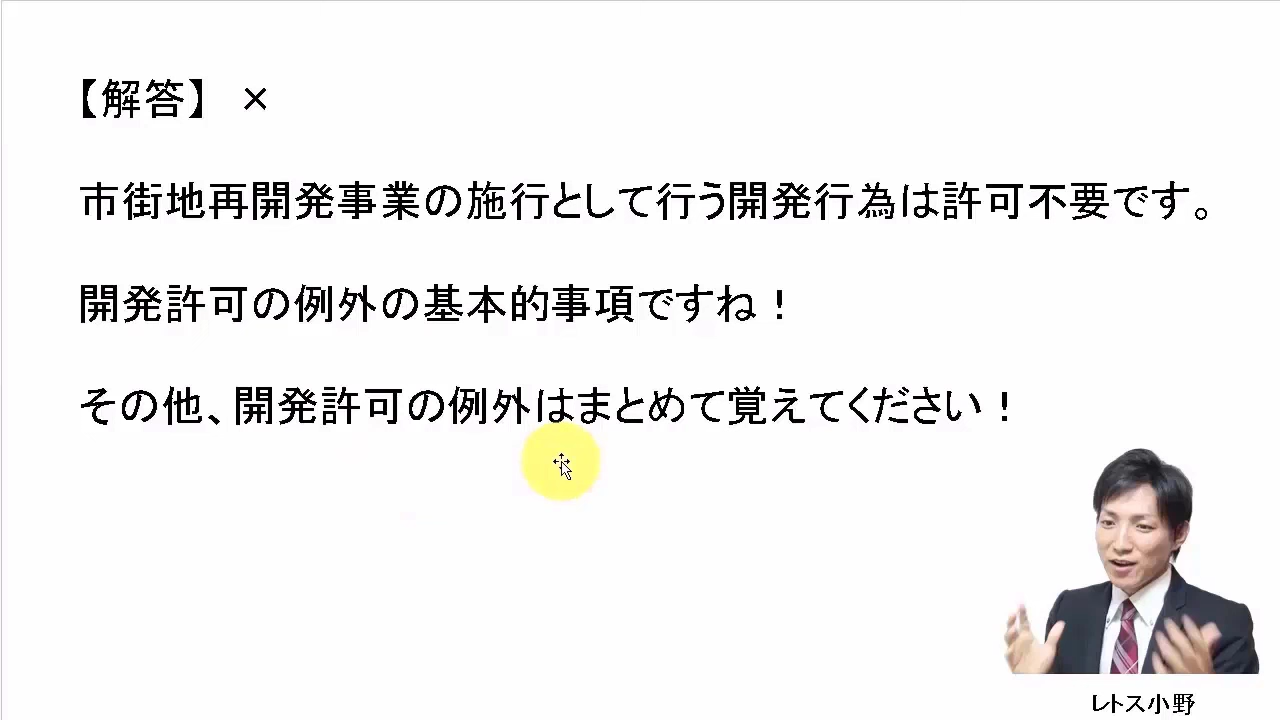 【解答】 ×
市街地再開発事業の施行として行う開発行為は許可不要です。
開発許可の例外の基本的事項ですね！
その他、開発許可の例外はまとめて覚えてください！
レトス小野